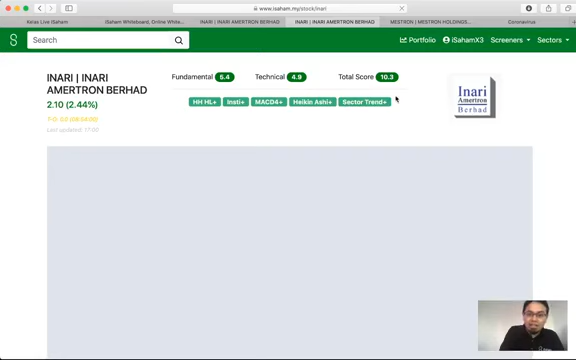 www.isaham.my/stock/inari
Kelas Live iSaham
iSaham Whiteboard, Online White...
INARI | INARI AMERTRON BERHAD
INARI | INARI AMERTRON BERHAD
MESTRON | MESTRON HOLDINGS...
Coronavirus
S
Search
Portfolio
iSahamX3
Screeners
Sectors
INARI | INARI
AMERTRON BERHAD
2.10 (2.44%)
Last updated: 17:00
Fundamental 5.4
Technical 4.9
Total Score 10.3
HH HL+
Insti+
MACD4+
Heikin Ashi+
Sector Trend+
Inari
Amertron
Berhad